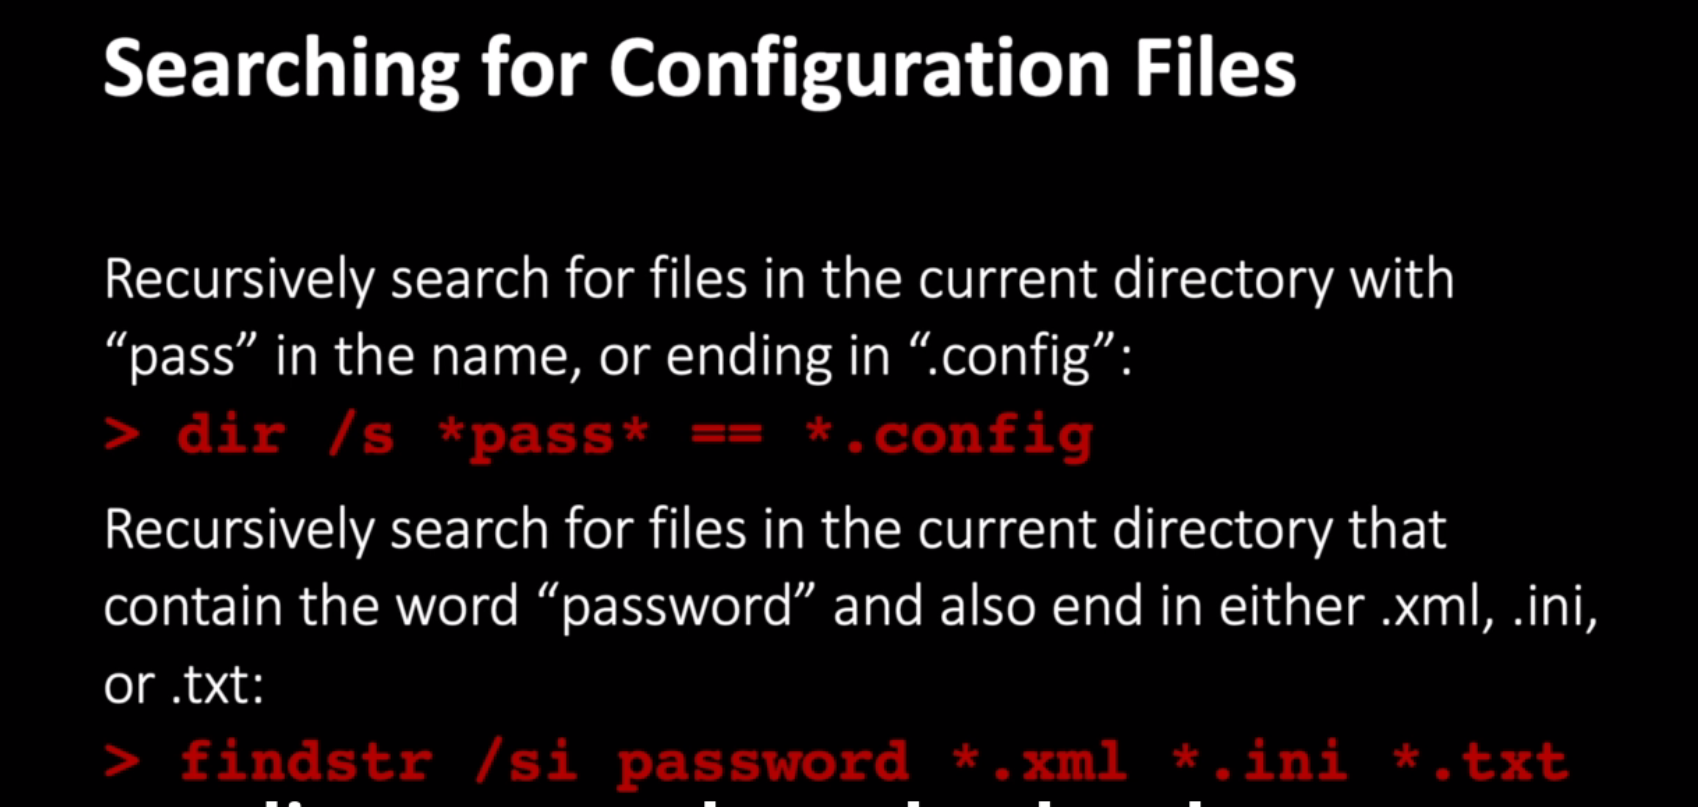 Searching for Configuration Files
Recursively search for files in the current directory with
“pass” in the name, or ending in “.config”:
> dir /s *pass* == *.config
Recursively search for files in the current directory that
contain the word “password” and also end in either .xml, .ini,
or .txt:
> findstr /si password *.xml *.ini *.txt